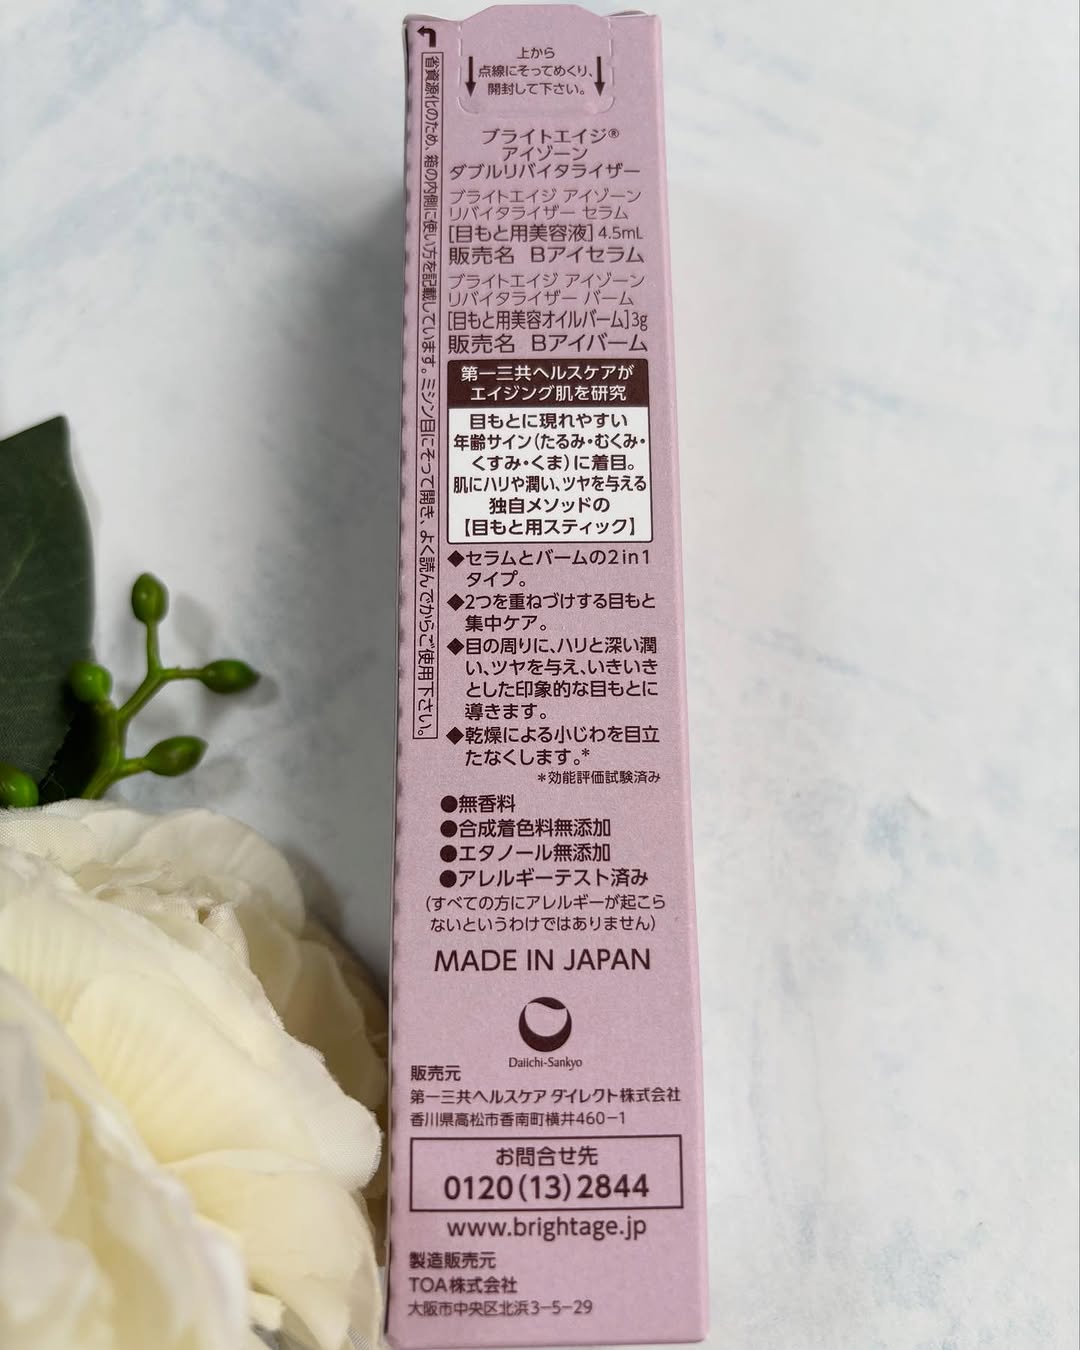 上から
点線にそってめくり、
開封して下さい。
省資源化のため、箱の内側に使い方を記載しています。ミシン目にそって開き、よく読んでからご使用下さい。
ブライトエイジ®
アイゾーン
ダブルリバイタライザー
ブライトエイジ アイゾーン
リバイタライザー セラム
[目もと用美容液] 4.5mL
販売名 Bアイセラム
ブライトエイジ アイゾーン
リバイタライザー バーム
[目もと用美容オイルバーム]3g
販売名 Bアイバーム
第一三共ヘルスケアが
エイジング肌を研究
目もとに現れやすい
年齢サイン(たるみ・むくみ・
くすみ・くま)に着目。
肌にハリや潤い、ツヤを与える
独自メソッドの
【目もと用スティック】
◆セラムとバームの2in1
タイプ。
◆2つを重ねづけする目もと
集中ケア。
◆目の周りに、ハリと深い潤
い、ツヤを与え、いきいき
とした印象的な目もとに
導きます。
◆乾燥による小じわを目立
たなくします。*
*効能評価試験済み
●無香料
●合成着色料無添加
●エタノール無添加
●アレルギーテスト済み
(すべての方にアレルギーが起こら
ないというわけではありません)
MADE IN JAPAN
Daiichi-Sankyo
販売元
第一三共ヘルスケア ダイレクト株式会社
香川県高松市香南町横井460-1
お問合せ先
0120(13)2844
www.brightage.jp
製造販売元
TOA株式会社
大阪市中央区北浜3-5-29